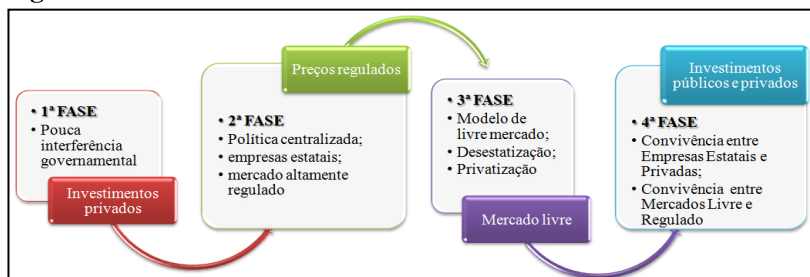 1ª FASE
Pouca
interferência
governamental
Investimentos
privados
Preços regulados
2ª FASE
Política centralizada;
empresas estatais;
mercado altamente
regulado
3ª FASE
Modelo de
livre mercado;
Desestatização;
Privatização
Mercado livre
Investimentos
públicos e privados
4ª FASE
Convivência entre
Empresas Estatais e
Privadas;
Convivência entre
Mercados Livre e
Regulado